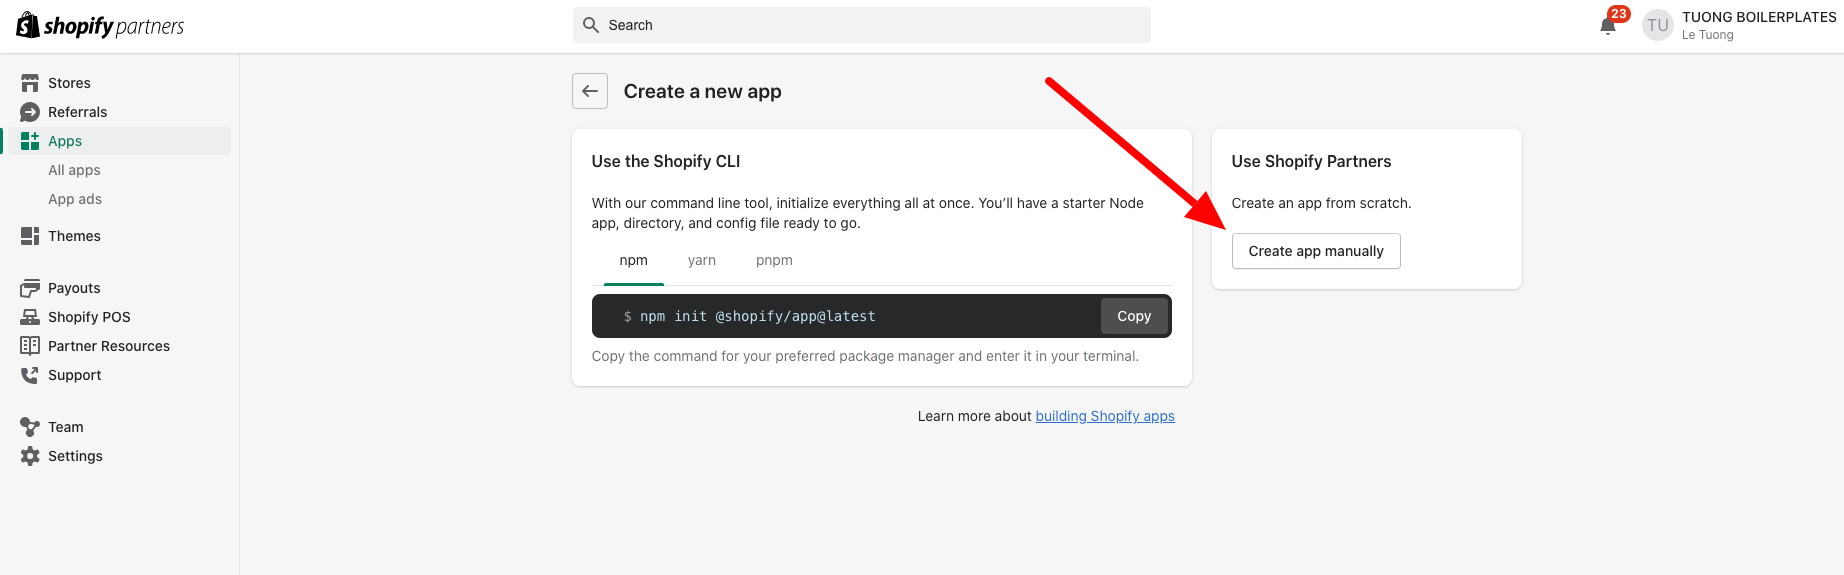 shopify partners
Search
23
TU
TUONG BOILERPLATES
Le Tuong
Stores
Referrals
Apps
All apps
App ads
Themes
Payouts
Shopify POS
Partner Resources
Support
Team
Settings
Create a new app
Use the Shopify CLI
With our command line tool, initialize everything all at once. You’ll have a starter Node
app, directory, and config file ready to go.
npm yarn pnpm
$ npm init @shopify/app@latest
Copy
Copy the command for your preferred package manager and enter it in your terminal.
Use Shopify Partners
Create an app from scratch.
Create app manually
Learn more about building Shopify apps